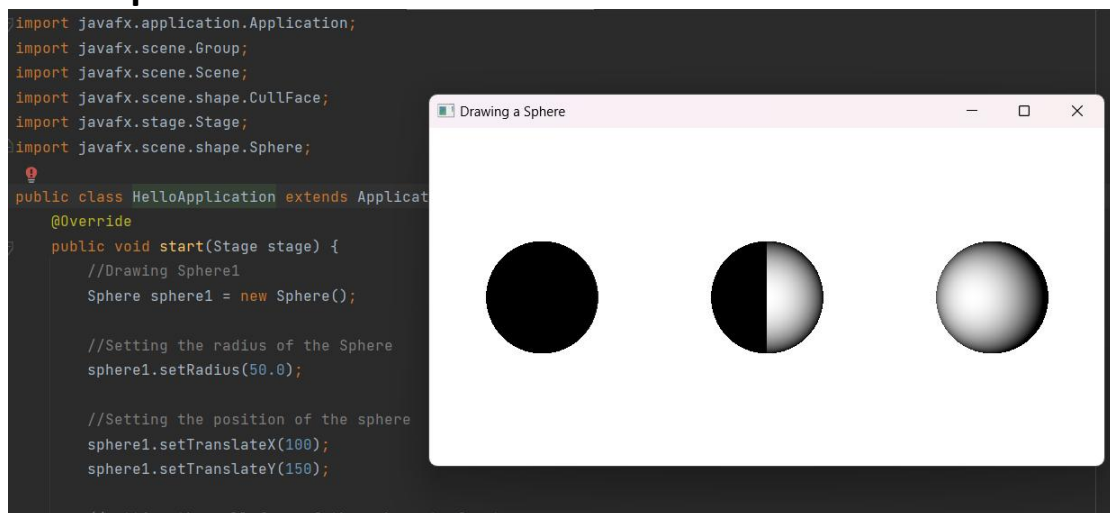 import javafx.application.Application;
import javafx.scene.Group;
import javafx.scene.Scene;
import javafx.scene.shape.CullFace;
import javafx.stage.Stage;
import javafx.scene.shape.Sphere;
public class HelloApplication extends Applicat
@Override
public void start(Stage stage) {
//Drawing Sphere1
Sphere sphere1 = new Sphere();
//Setting the radius of the Sphere
sphere1.setRadius(50.0);
//Setting the position of the sphere
sphere1.setTranslateX(100);
sphere1.setTranslateY(150);
Drawing a Sphere